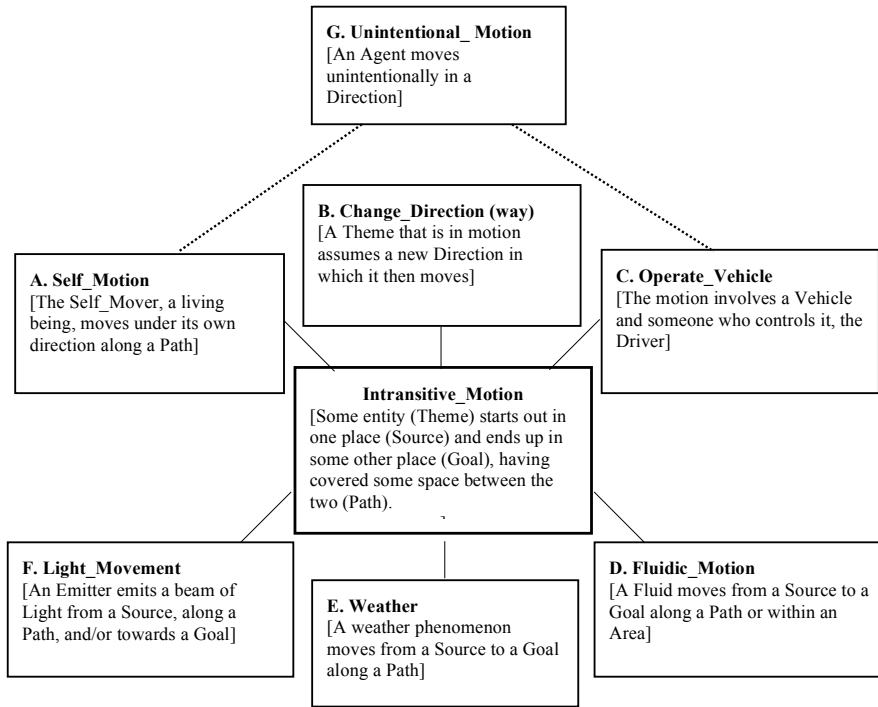 G. Unintentional_ Motion
[An Agent moves
unintentionally in a
Direction]
B. Change_Direction (way)
[A Theme that is in motion
assumes a new Direction in
which it then moves]
A. Self_Motion
[The Self_Mover, a living
being, moves under its own
direction along a Path]
C. Operate_Vehicle
[The motion involves a Vehicle
and someone who controls it, the
Driver]
Intransitive_Motion
[Some entity (Theme) starts out in
one place (Source) and ends up in
some other place (Goal), having
covered some space between the
two (Path).
]
F. Light_Movement
[An Emitter emits a beam of
Light from a Source, along a
Path, and/or towards a Goal]
E. Weather
[A weather phenomenon
moves from a Source to a Goal
along a Path]
D. Fluidic_Motion
[A Fluid moves from a Source to a
Goal along a Path or within an
Area]